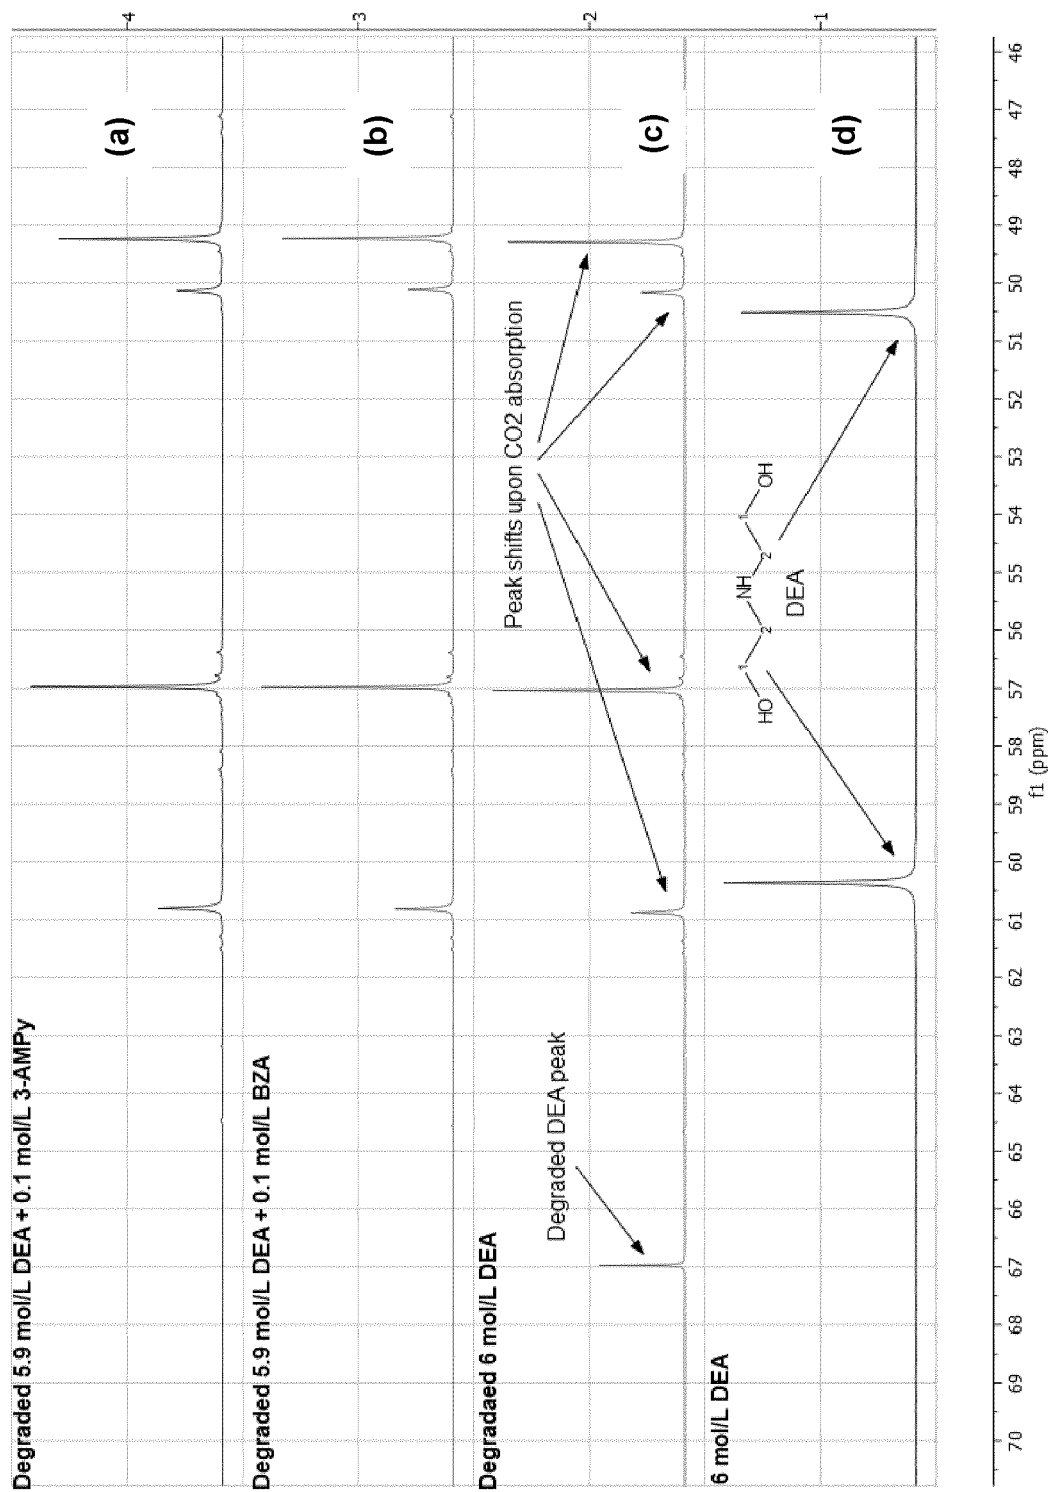 Degraded 5.9 mol/L DEA + 0.1 mol/L 3-AMPy
(a)
-4
Degraded 5.9 mol/L DEA + 0.1 mol/L BZA
(b)
-3
Degradaed 6 mol/L DEA
Degraded DEA peak
Peak shifts upon CO2 absorption
(c)
-2
6 mol/L DEA
HO
1
2
NH
2
1
OH
DEA
(d)
-1
70 69 68 67 66 65 64 63 62 61 60 59 58 57 56 55 54 53 52 51 50 49 48 47 46
f1 (ppm)